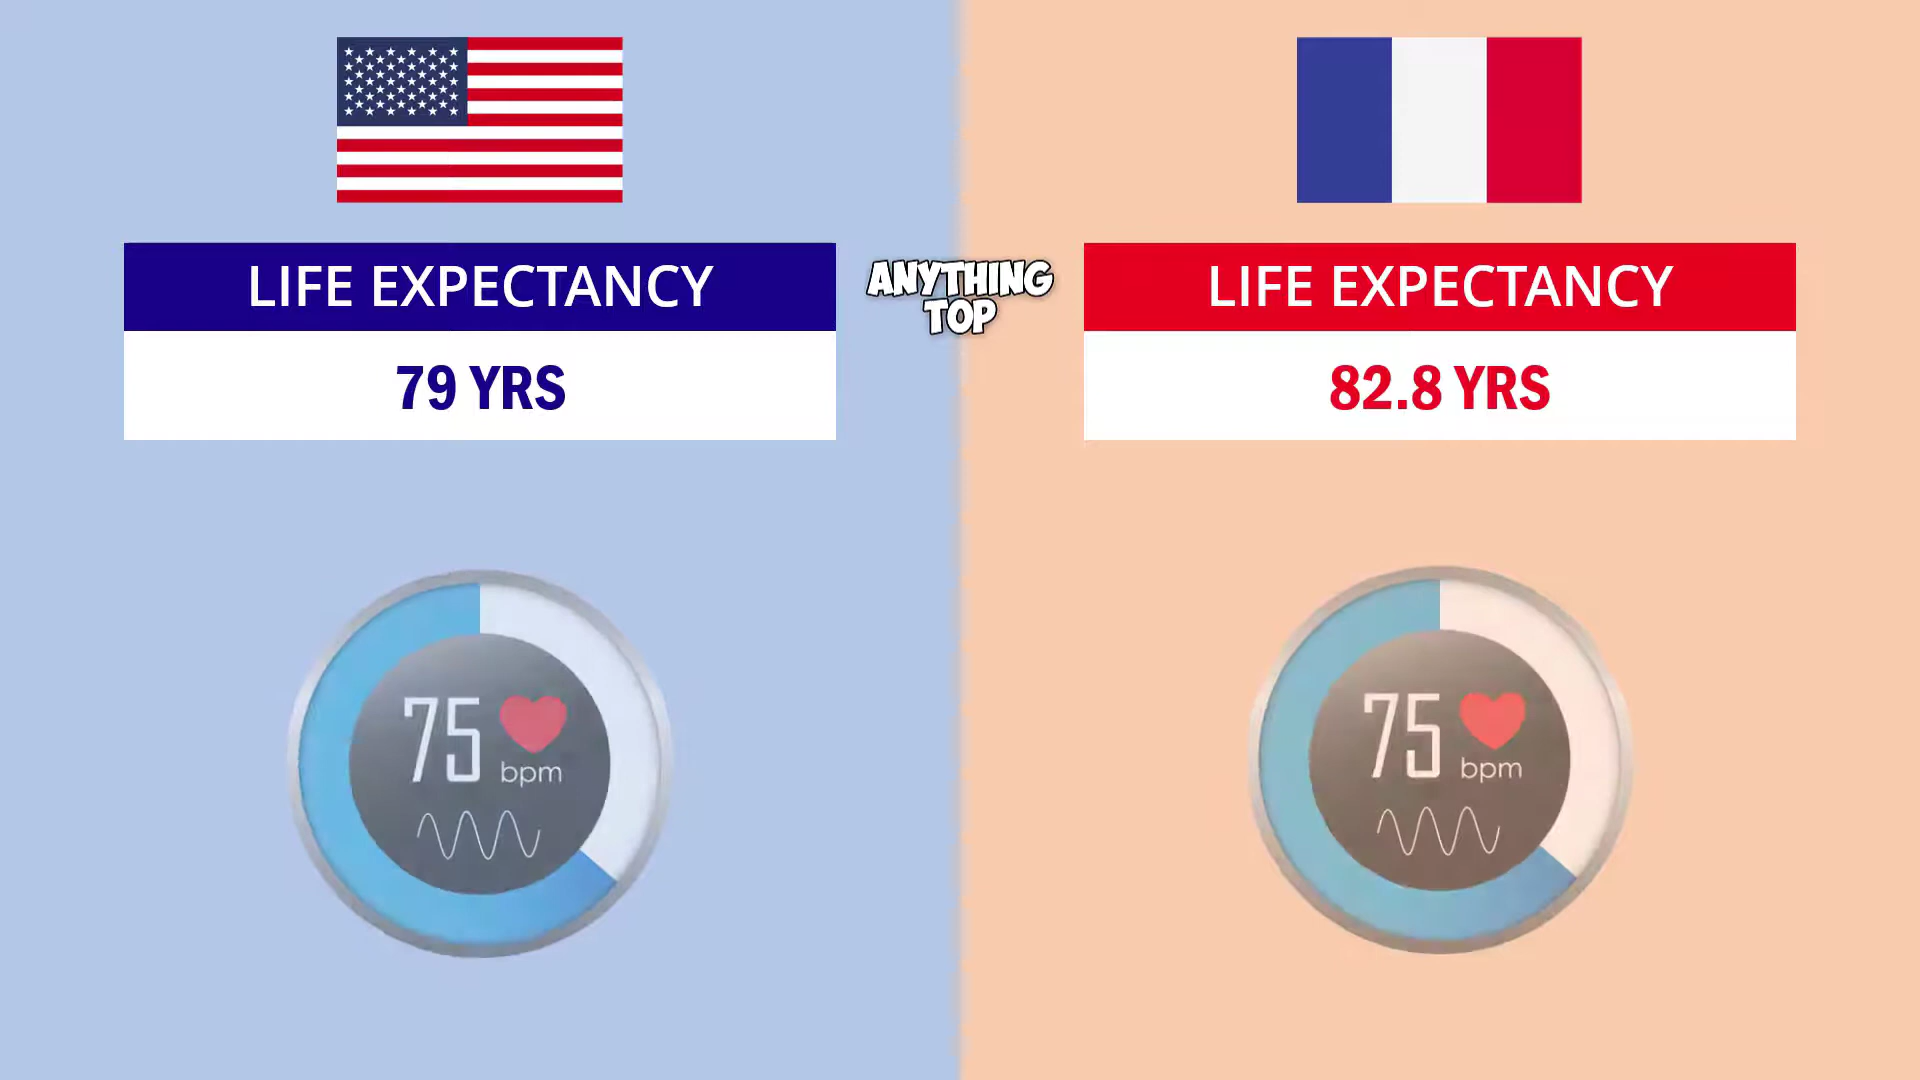 LIFE EXPECTANCY
79 YRS
ANYTHING
TOP
LIFE EXPECTANCY
82.8 YRS
75
bpm
75
bpm